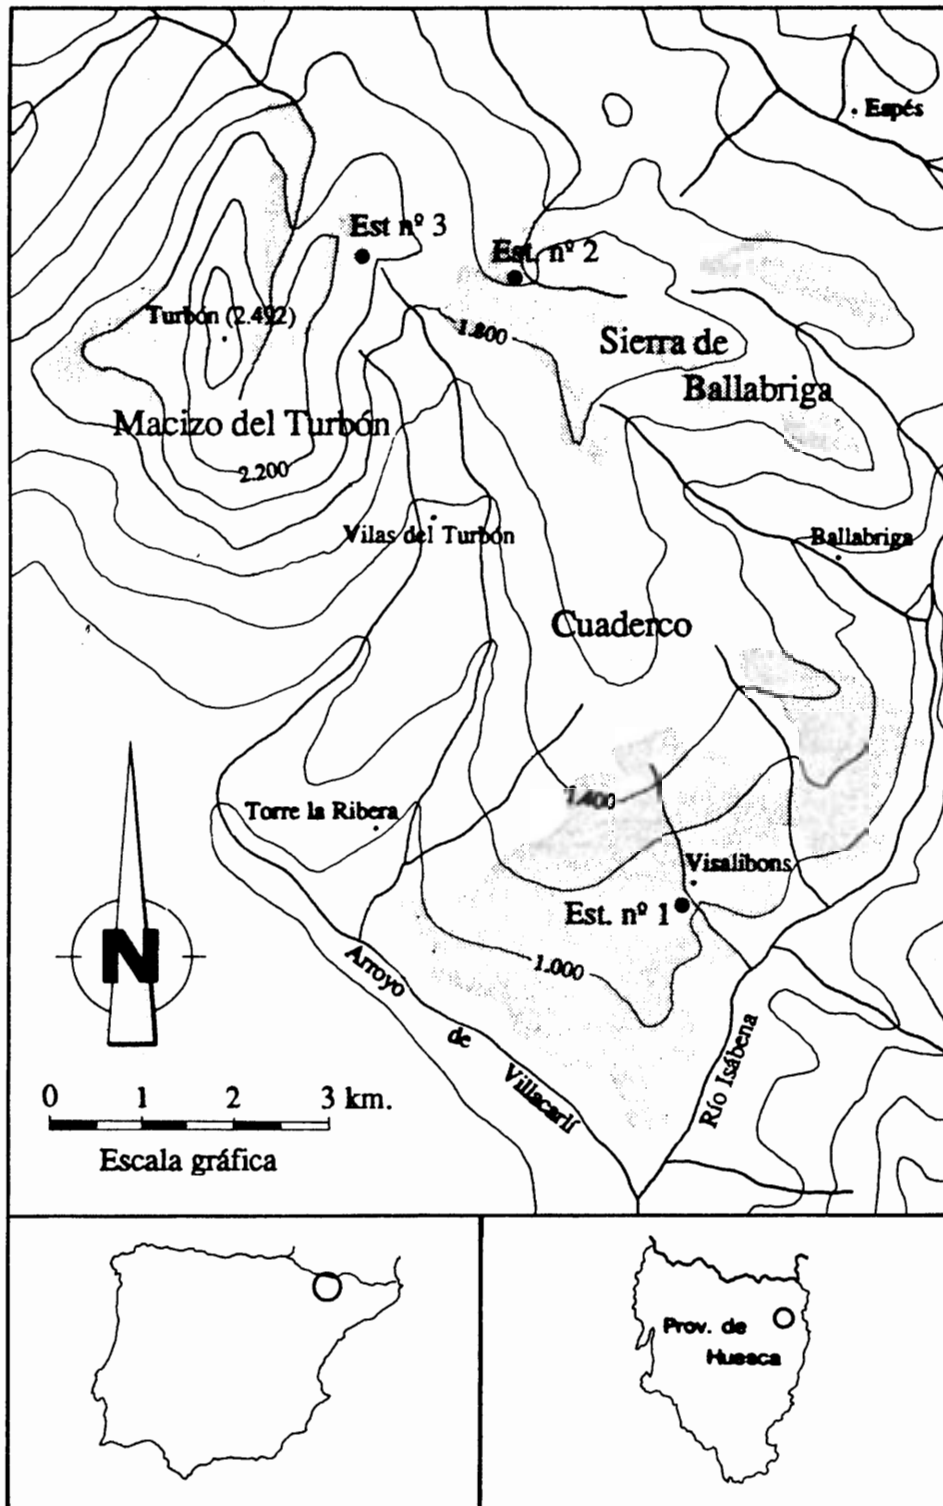 Espés
Est nº 3
Est. nº 2
Turbón (2.492)
1.800
Sierra de
Ballabriga
Macizo del Turbón
2.200
Vilas del Turbón
Ballabriga
Cuaderco
1.400
Torre la Ribera
Visalibons
Est. nº 1
1.000
Arroyo
de
Villacarlí
Río Isábena
N
0 1 2 3 km.
Escala gráfica
Prov. de
Huesca